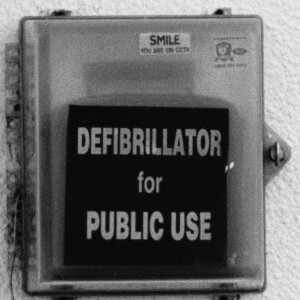 SMILE
YOU ARE ON CCTV
DEFIBRILLATOR
for
PUBLIC USE